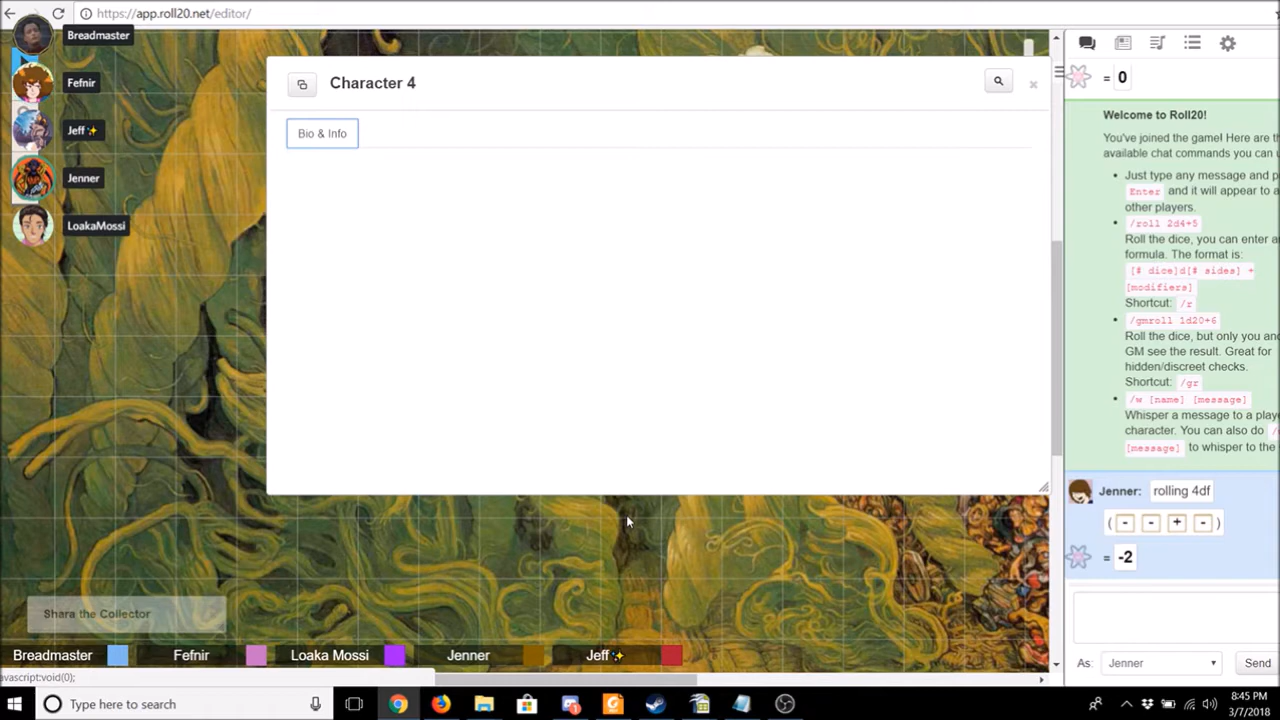 https://app.roll20.net/editor/
Breadmaster
Fefnir
Jeff✨
Jenner
LoakaMossi
Character 4
Bio & Info
Shara the Collector
Breadmaster
Fefnir
Loaka Mossi
Jenner
Jeff✨
avascript:void(0);
= 0
Welcome to Roll20!
You've joined the game! Here are th
available chat commands you can u
Just type any message and p
Enter and it will appear to a
other players.
/roll 2d4+5
Roll the dice, you can enter a
formula. The format is:
[# dice]d[# sides] +
[modifiers]
Shortcut: /r
/gmroll 1d20+6
Roll the dice, but only you an
GM see the result. Great for
hidden/discreet checks.
Shortcut: /gr
/w [name] [message]
Whisper a message to a playe
character. You can also do /
[message] to whisper to the
Jenner: rolling 4df
( - - + - )
= -2
As: Jenner
Send
Type here to search
8:45 PM
3/7/2018